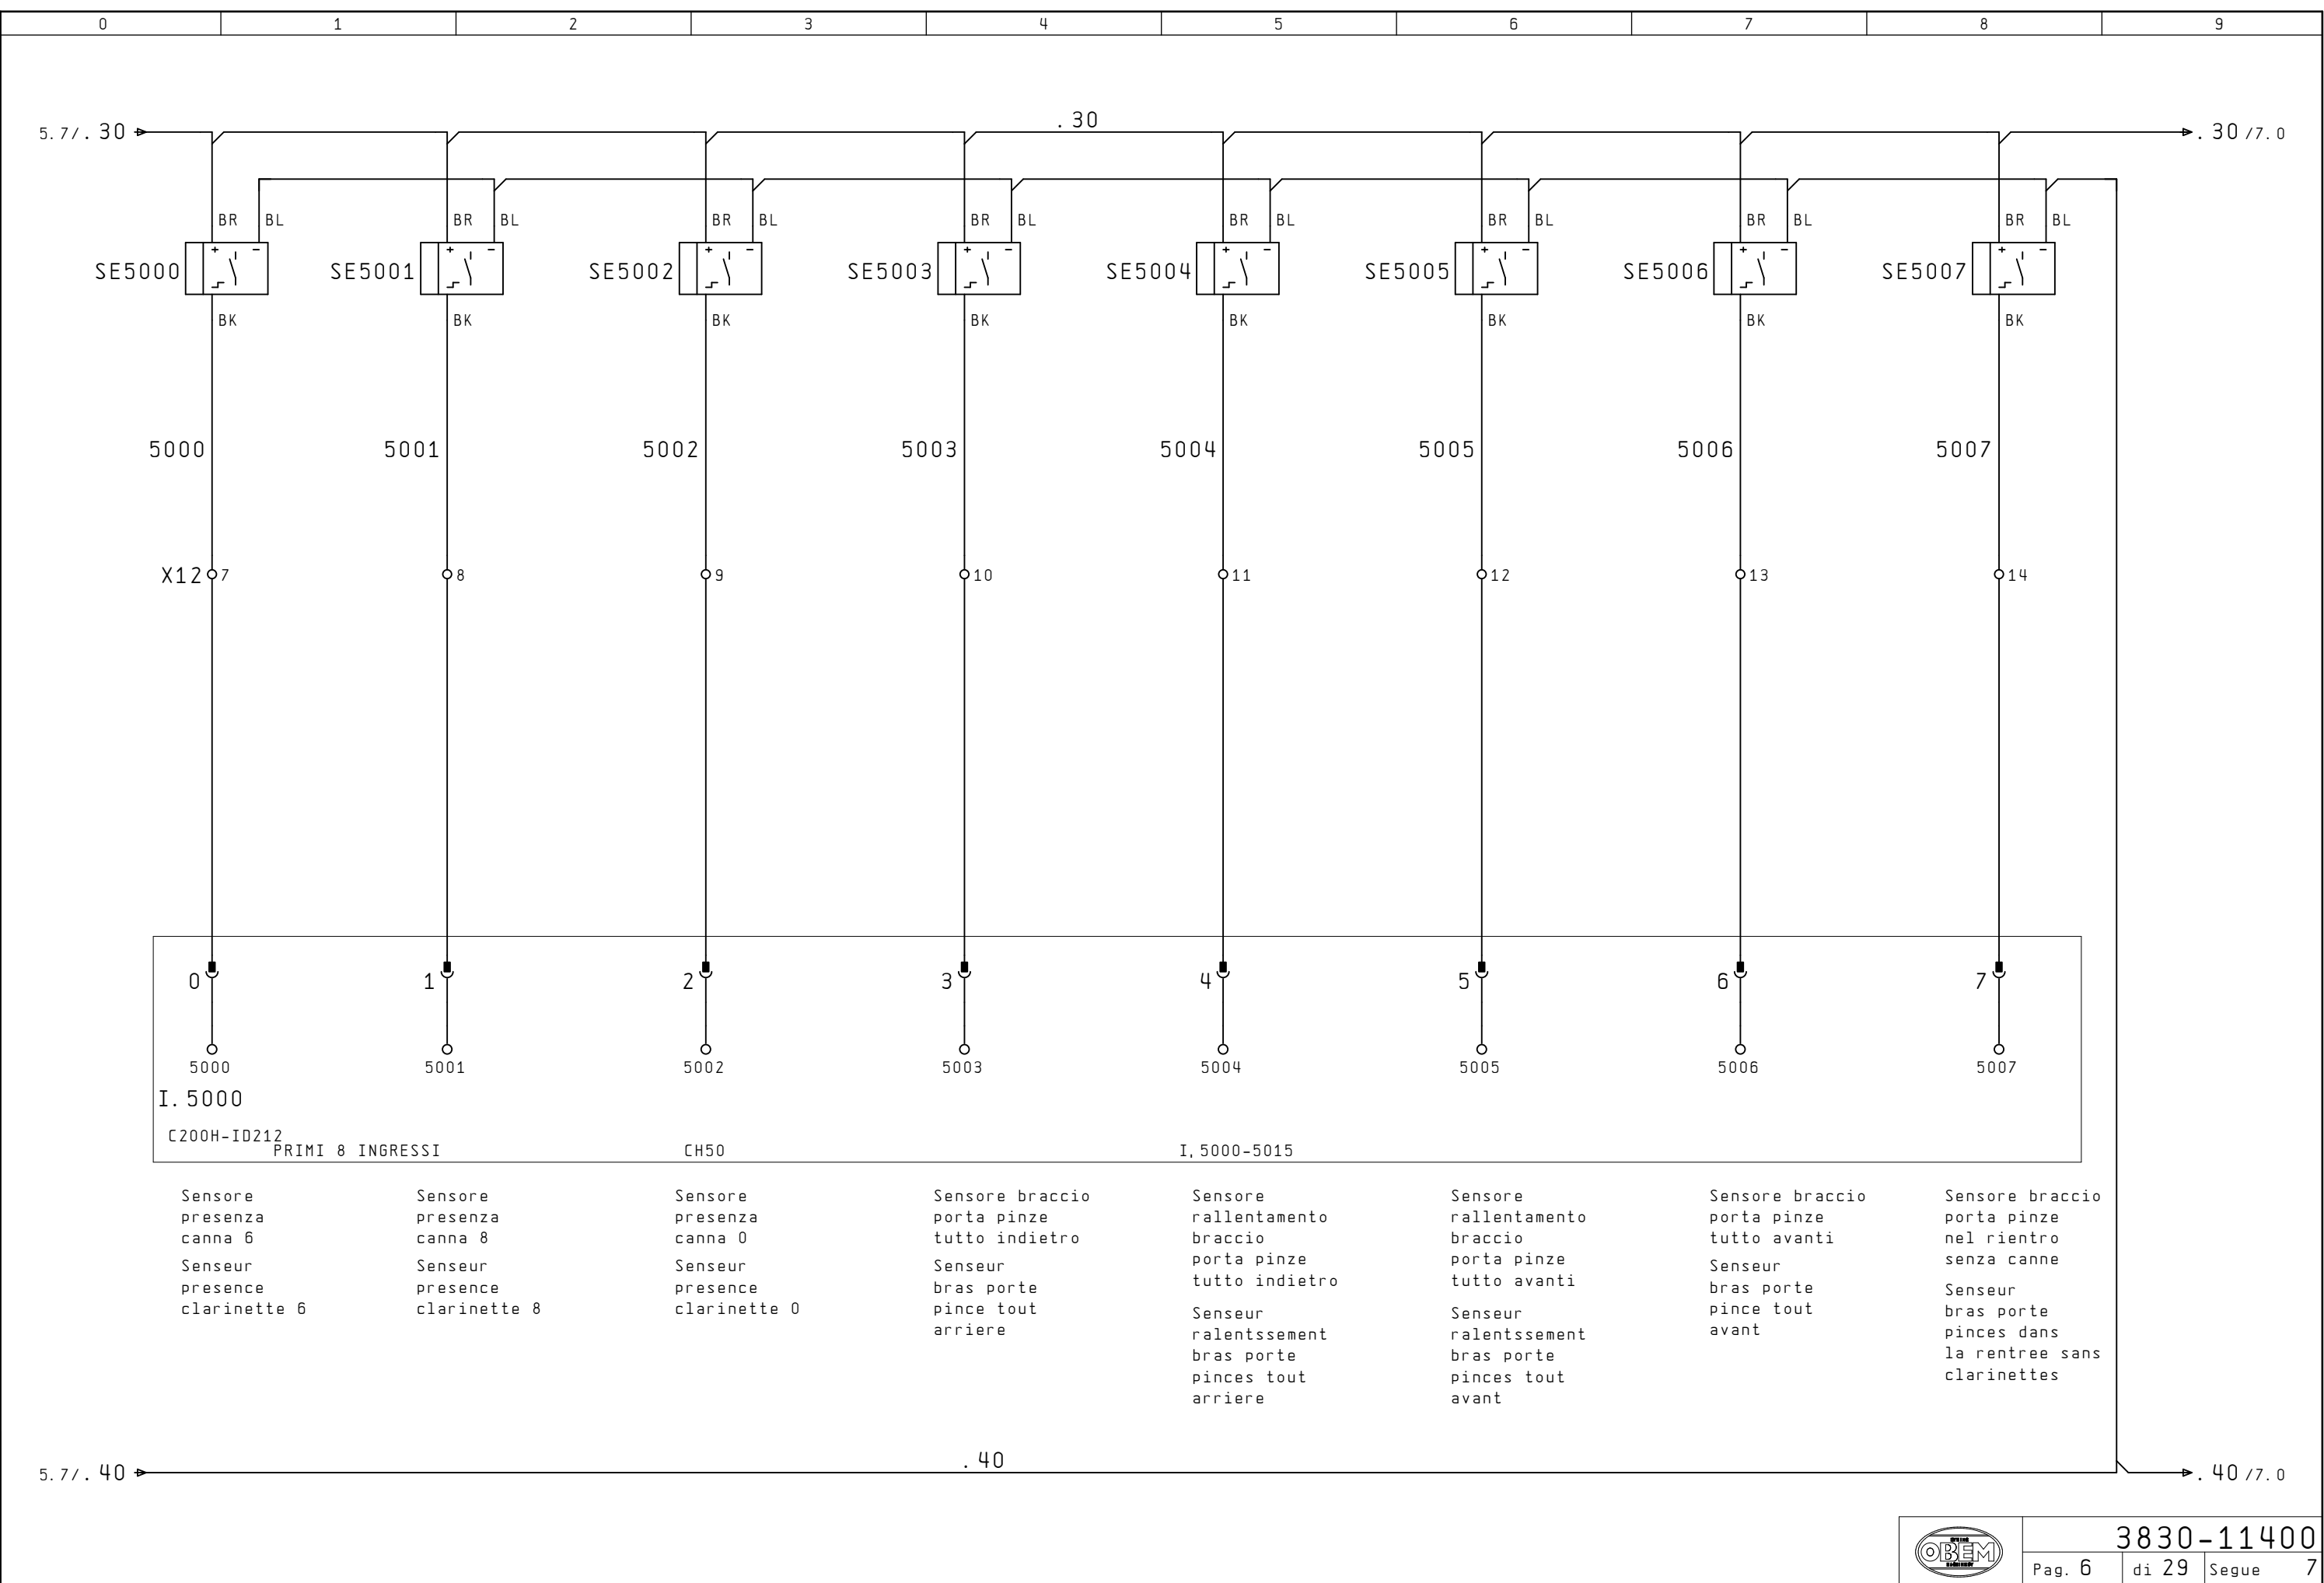 0 1 2 3 4 5 6 7 8 9
.30
5.7/.30 .30/7.0
BR BL BR BL BR BL BR BL BR BL BR BL BR BL BR BL
+ - + - + - + - + - + - + - + -
SE5000 SE5001 SE5002 SE5003 SE5004 SE5005 SE5006 SE5007
BK BK BK BK BK BK BK BK
5000 5001 5002 5003 5004 5005 5006 5007
X12 7 8 9 10 11 12 13 14
0 1 2 3 4 5 6 7
5000 5001 5002 5003 5004 5005 5006 5007
I.5000
C200H-ID212
PRIMI 8 INGRESSI CH50 I,5000-5015
Sensore
presenza
canna 6
Senseur
presence
clarinette 6
Sensore
presenza
canna 8
Senseur
presence
clarinette 8
Sensore
presenza
canna 0
Senseur
presence
clarinette 0
Sensore braccio
porta pinze
tutto indietro
Senseur
bras porte
pince tout
arriere
Sensore
rallentamento
braccio
porta pinze
tutto indietro
Senseur
ralentssement
bras porte
pinces tout
arriere
Sensore
rallentamento
braccio
porta pinze
tutto avanti
Senseur
ralentssement
bras porte
pinces tout
avant
Sensore braccio
porta pinze
tutto avanti
Senseur
bras porte
pince tout
avant
Sensore braccio
porta pinze
nel rientro
senza canne
Senseur
bras porte
pinces dans
la rentree sans
clarinettes
.40
5.7/.40 .40/7.0
OBEM
3830-11400
Pag. 6 di 29 Segue 7